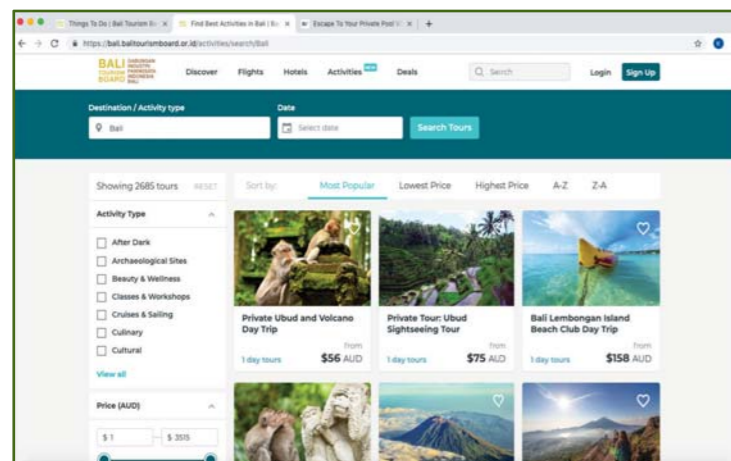 Things To Do | Bali Tourism Bo
Find Best Activities in Bali | Be
Escape To Your Private Pool V
https://bali.balitourismboard.or.id/activities/search/Bali
BALI TOURISM BOARD
GABUNGAN INDUSTRI PARIWISATA INDONESIA BALI
Discover Flights Hotels Activities NEW Deals Search Login Sign Up
Destination / Activity type Date
Bali Select date Search Tours
Showing 2685 tours RESET
Sort by: Most Popular Lowest Price Highest Price A-Z Z-A
Activity Type
After Dark
Archaeological Sites
Beauty & Wellness
Classes & Workshops
Cruises & Sailing
Culinary
Cultural
View all
Price (AUD)
$ 1 $ 3515
Private Ubud and Volcano
Day Trip
from
1 day tours $56 AUD
Private Tour: Ubud
Sightseeing Tour
from
1 day tours $75 AUD
Bali Lembongan Island
Beach Club Day Trip
from
1 day tours $158 AUD